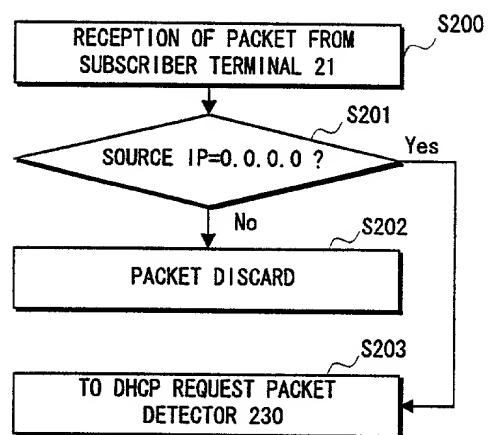 S200
RECEPTION OF PACKET FROM
SUBSCRIBER TERMINAL 21
S201
SOURCE IP=0.0.0.0 ?
Yes
No
S202
PACKET DISCARD
S203
TO DHCP REQUEST PACKET
DETECTOR 230